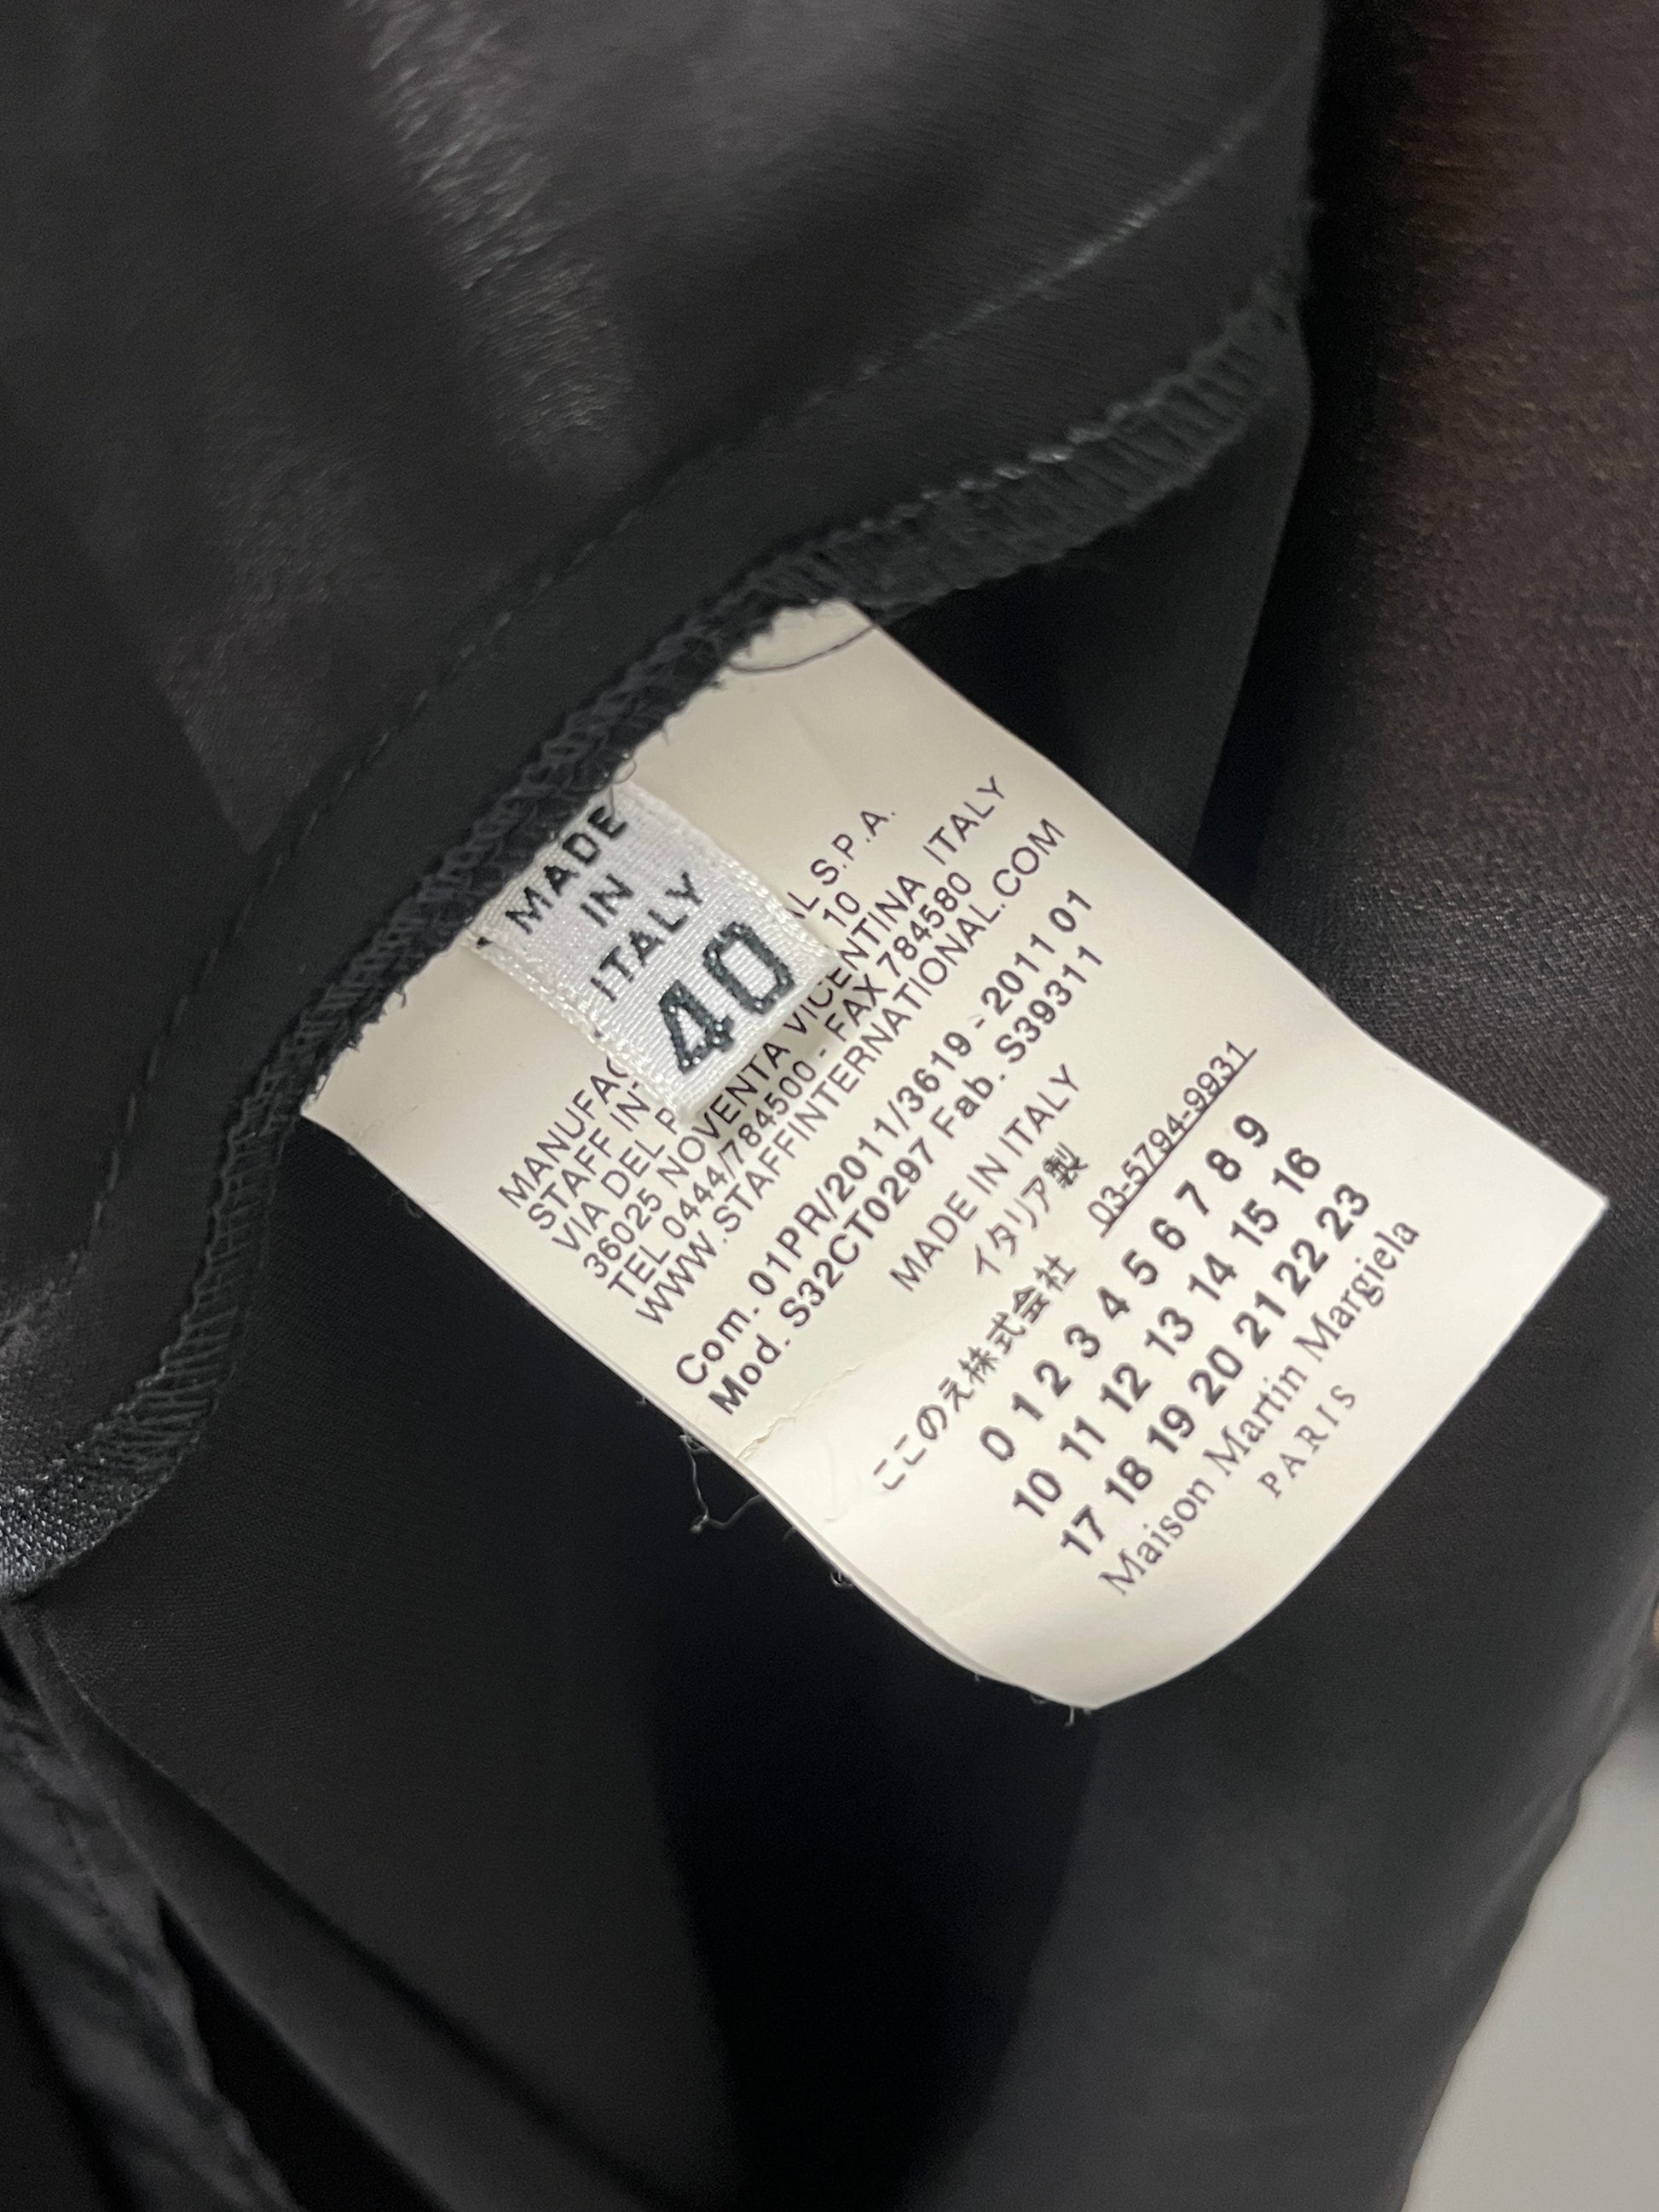 MADE
IN
ITALY
40
MANUFAC
STAFF IN AL S.P.A.
VIA DEL P 10
36025 NOVENTA VICENTINA ITALY
TEL 0444/784500 - FAX 784580
WWW.STAFFINTERNATIONAL.COM
Com. 01PR/2011/3619 - 2011 01
Mod. S32CT0297 Fab. S39311
MADE IN ITALY
イタリア製
ここのえ株式会社 03-5794-9931
0 1 2 3 4 5 6 7 8 9
10 11 12 13 14 15 16
17 18 19 20 21 22 23
Maison Martin Margiela
PARIS